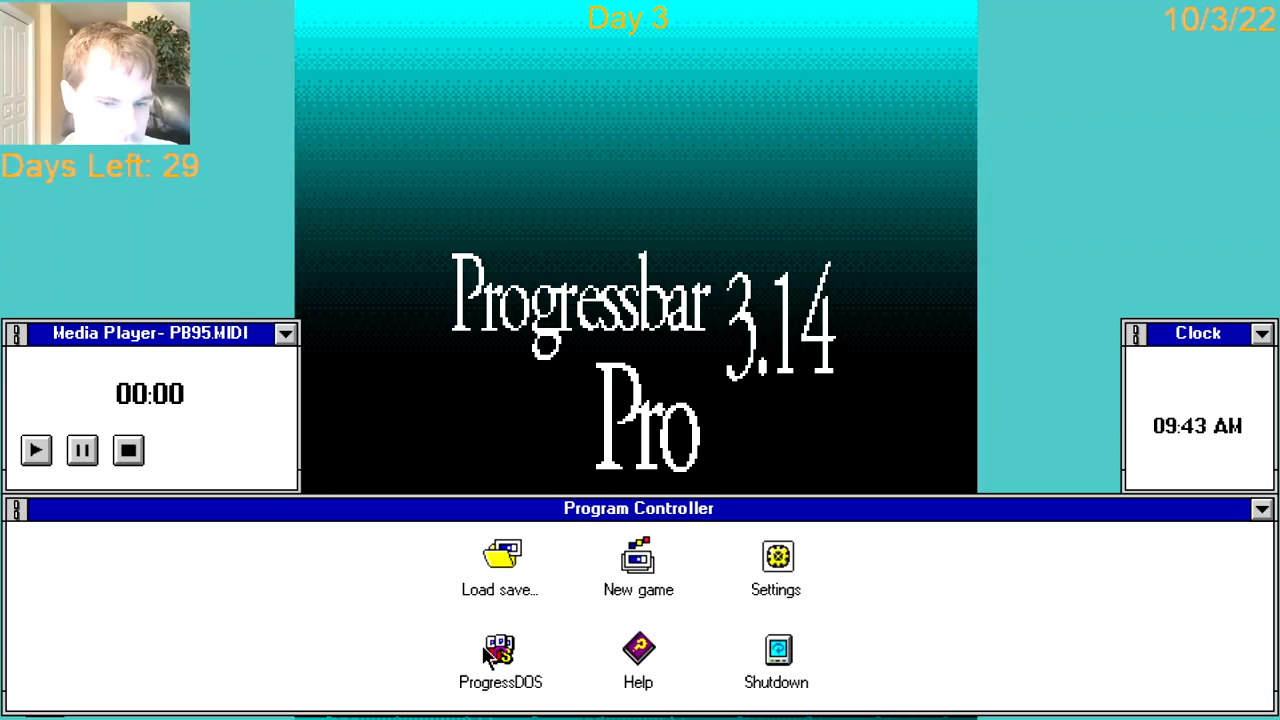 Day 3
10/3/22
Days Left: 29
Progressbar 3.14
Pro
Media Player- PB95.MIDI
00:00
Clock
09:43 AM
Program Controller
Load save...
New game
Settings
ProgressDOS
Help
Shutdown